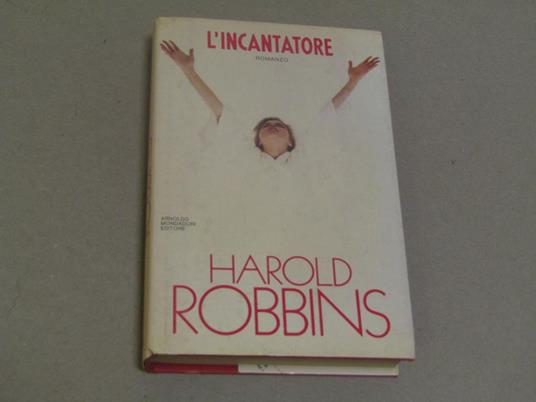 L'INCANTATORE
ROMANZO
ARNOLDO
MONDADORI
EDITORE
HAROLD
ROBBINS